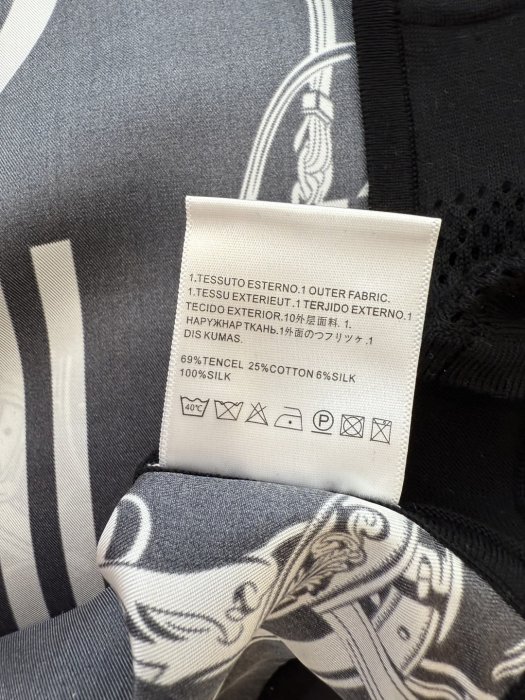 1.TESSUTO ESTERNO.1 OUTER FABRIC.
1.TESSU EXTERIEUT.1 TERJIDO EXTERNO.1
TECIDO EXTERIOR.10外层面料. 1.
НАРУЖНАР ТКАНЬ.1外面のつフリツヶ.1
DIS KUMAS.
69%TENCEL 25%COTTON 6%SILK
100%SILK
40℃
P